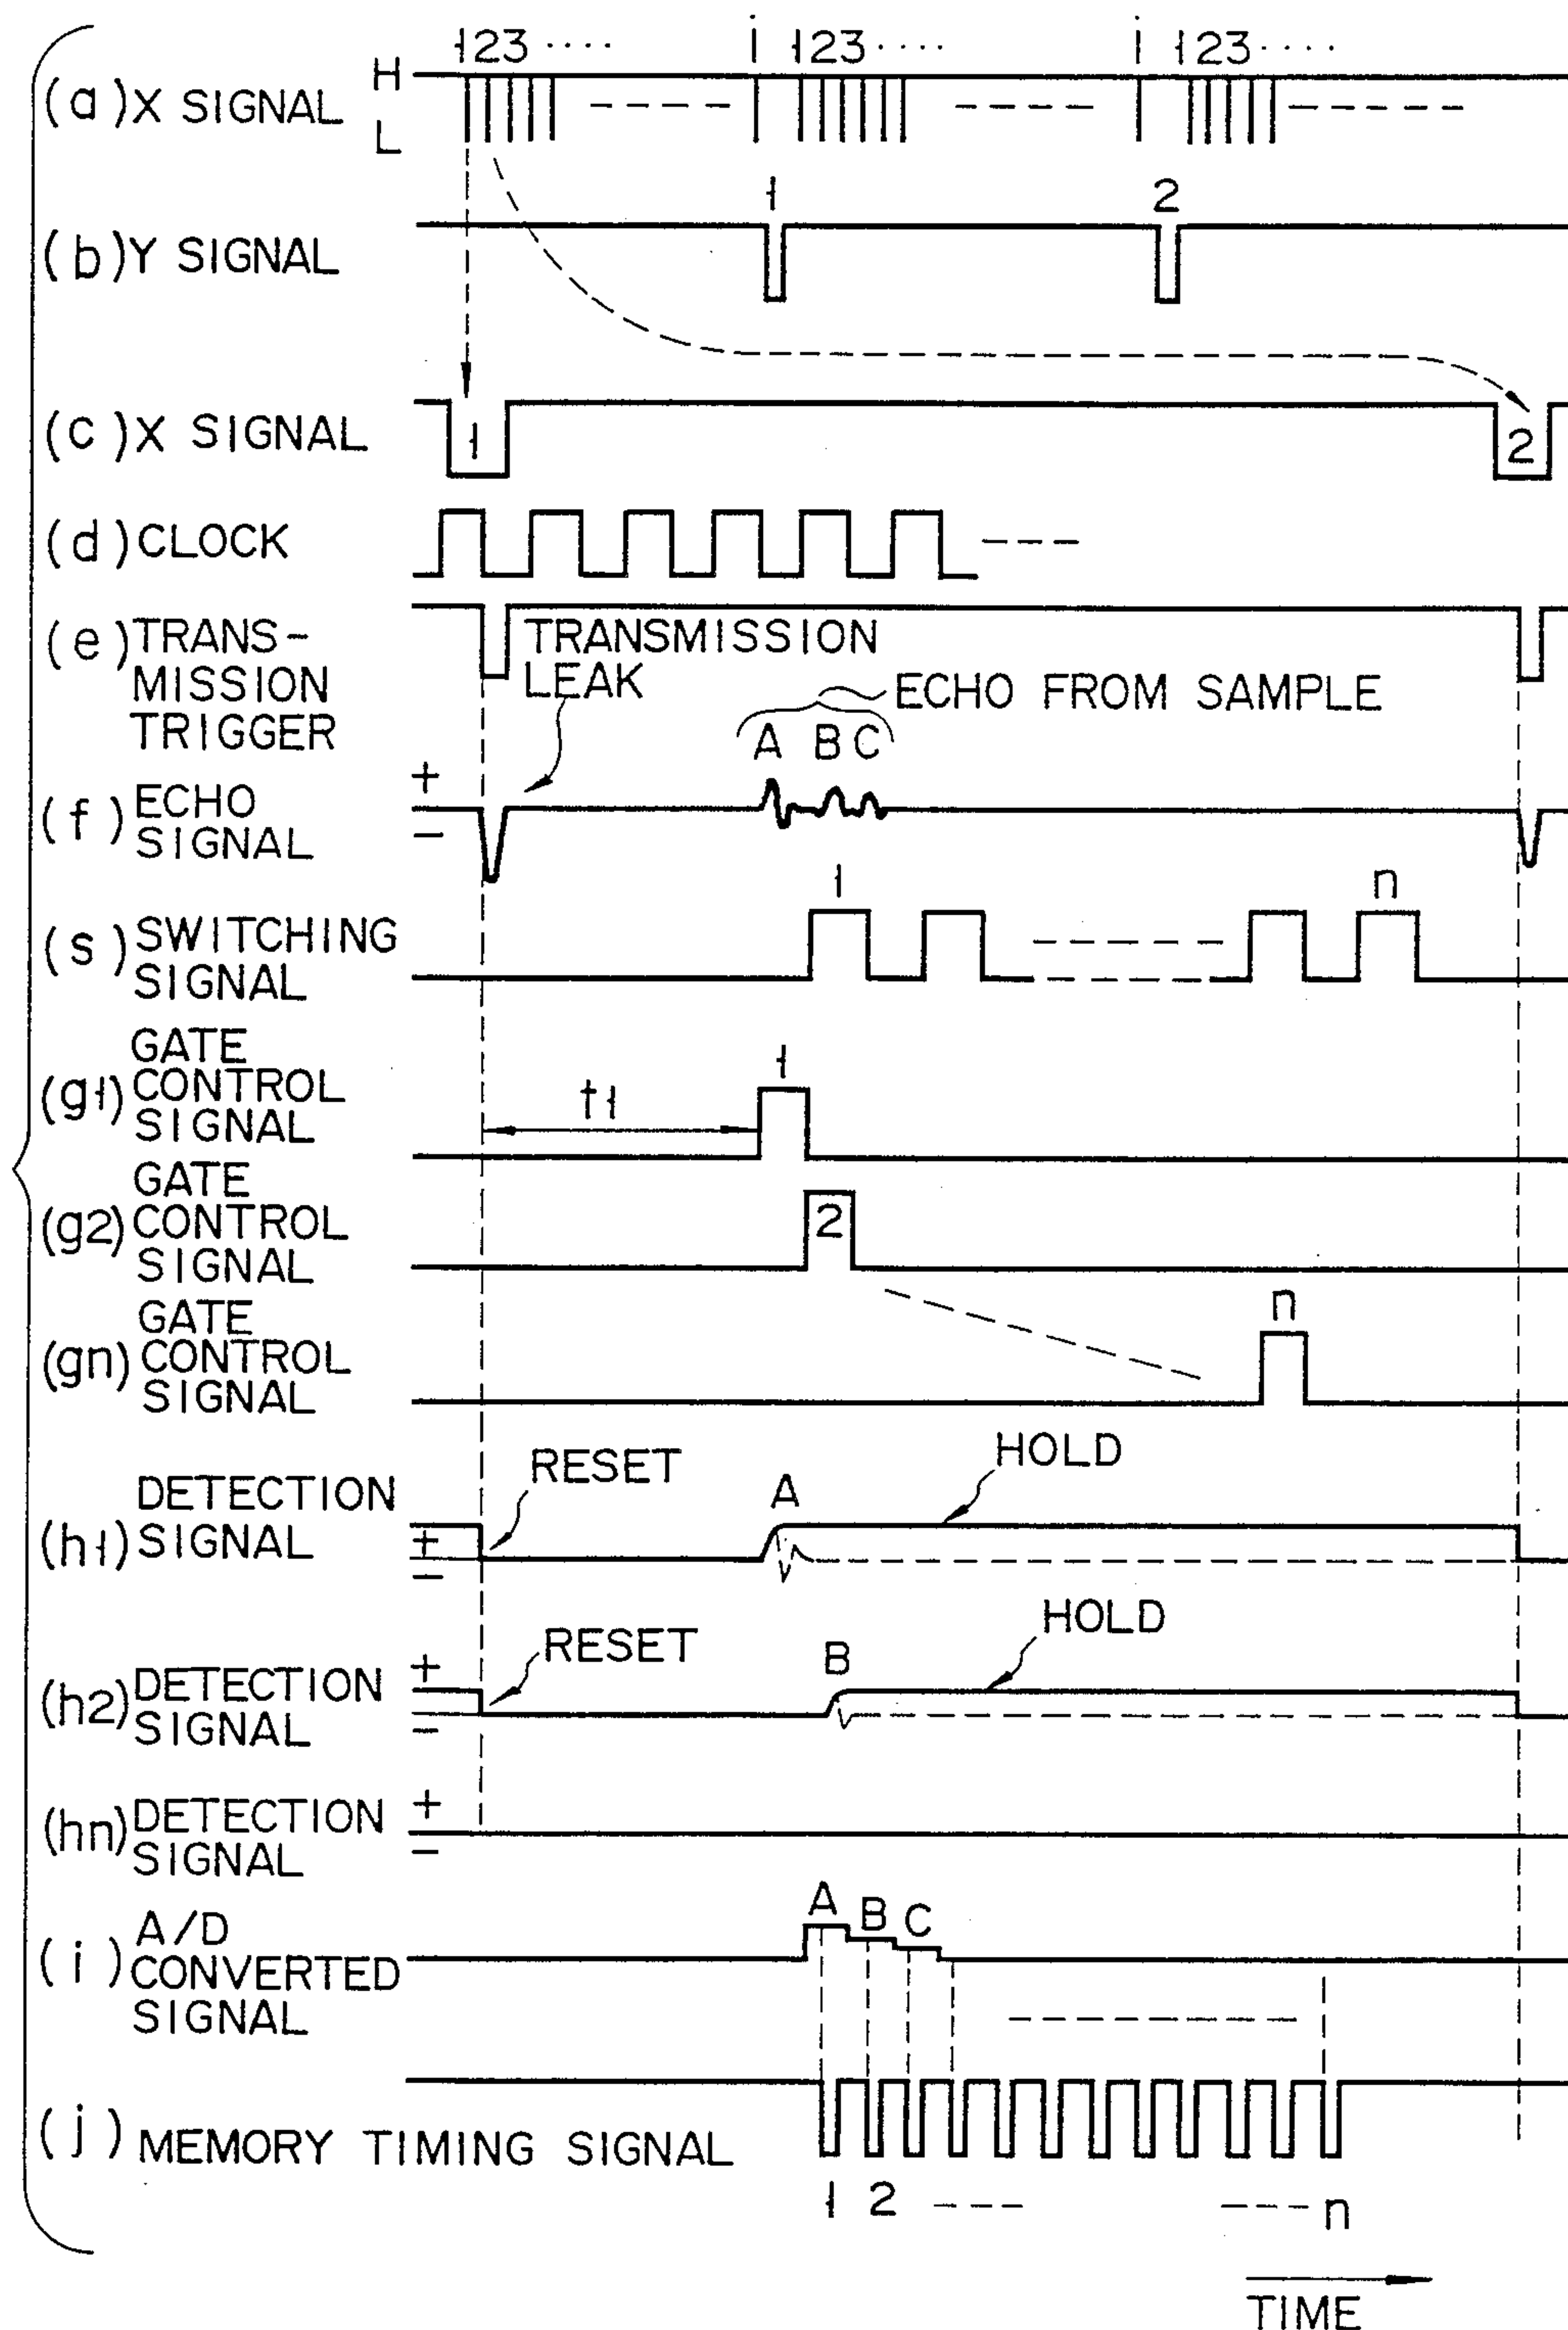 123 ···· i 123 ···· i 123 ····
(a) X SIGNAL H L
1 2
(b) Y SIGNAL
(c) X SIGNAL 1 2
(d) CLOCK
(e) TRANS-
MISSION
TRIGGER
TRANSMISSION
LEAK
ECHO FROM SAMPLE
A B C
(f) ECHO
SIGNAL
+
−
1 n
(s) SWITCHING
SIGNAL
(g1) GATE
CONTROL
SIGNAL
t1 1
(g2) GATE
CONTROL
SIGNAL
2
(gn) GATE
CONTROL
SIGNAL
n
(h1) DETECTION
SIGNAL
+
−
RESET A HOLD
(h2) DETECTION
SIGNAL
+
−
RESET B HOLD
(hn) DETECTION
SIGNAL
+
−
(i) A/D
CONVERTED
SIGNAL
A B C
(j) MEMORY TIMING SIGNAL
1 2 --- ---- n
TIME